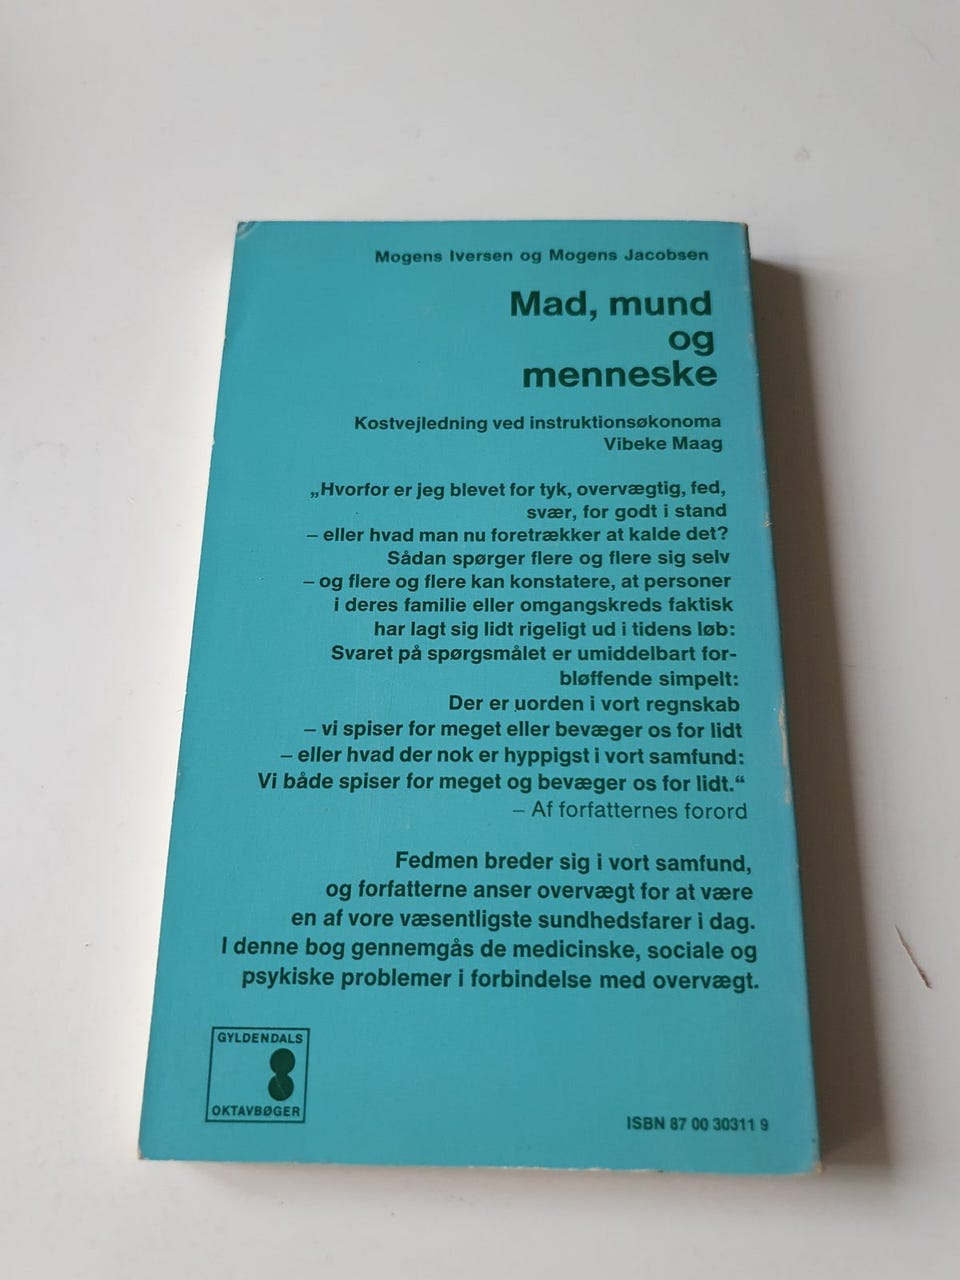 Mogens Iversen og Mogens Jacobsen
Mad, mund
og
menneske
Kostvejledning ved instruktionsøkonoma
Vibeke Maag
„Hvorfor er jeg blevet for tyk, overvægtig, fed,
svær, for godt i stand
– eller hvad man nu foretrækker at kalde det?
Sådan spørger flere og flere sig selv
– og flere og flere kan konstatere, at personer
i deres familie eller omgangskreds faktisk
har lagt sig lidt rigeligt ud i tidens løb:
Svaret på spørgsmålet er umiddelbart for-
bløffende simpelt:
Der er uorden i vort regnskab
– vi spiser for meget eller bevæger os for lidt
– eller hvad der nok er hyppigst i vort samfund:
Vi både spiser for meget og bevæger os for lidt.“
– Af forfatternes forord
Fedmen breder sig i vort samfund,
og forfatterne anser overvægt for at være
en af vore væsentligste sundhedsfarer i dag.
I denne bog gennemgås de medicinske, sociale og
psykiske problemer i forbindelse med overvægt.
GYLDENDALS
OKTAVBØGER
ISBN 87 00 30311 9